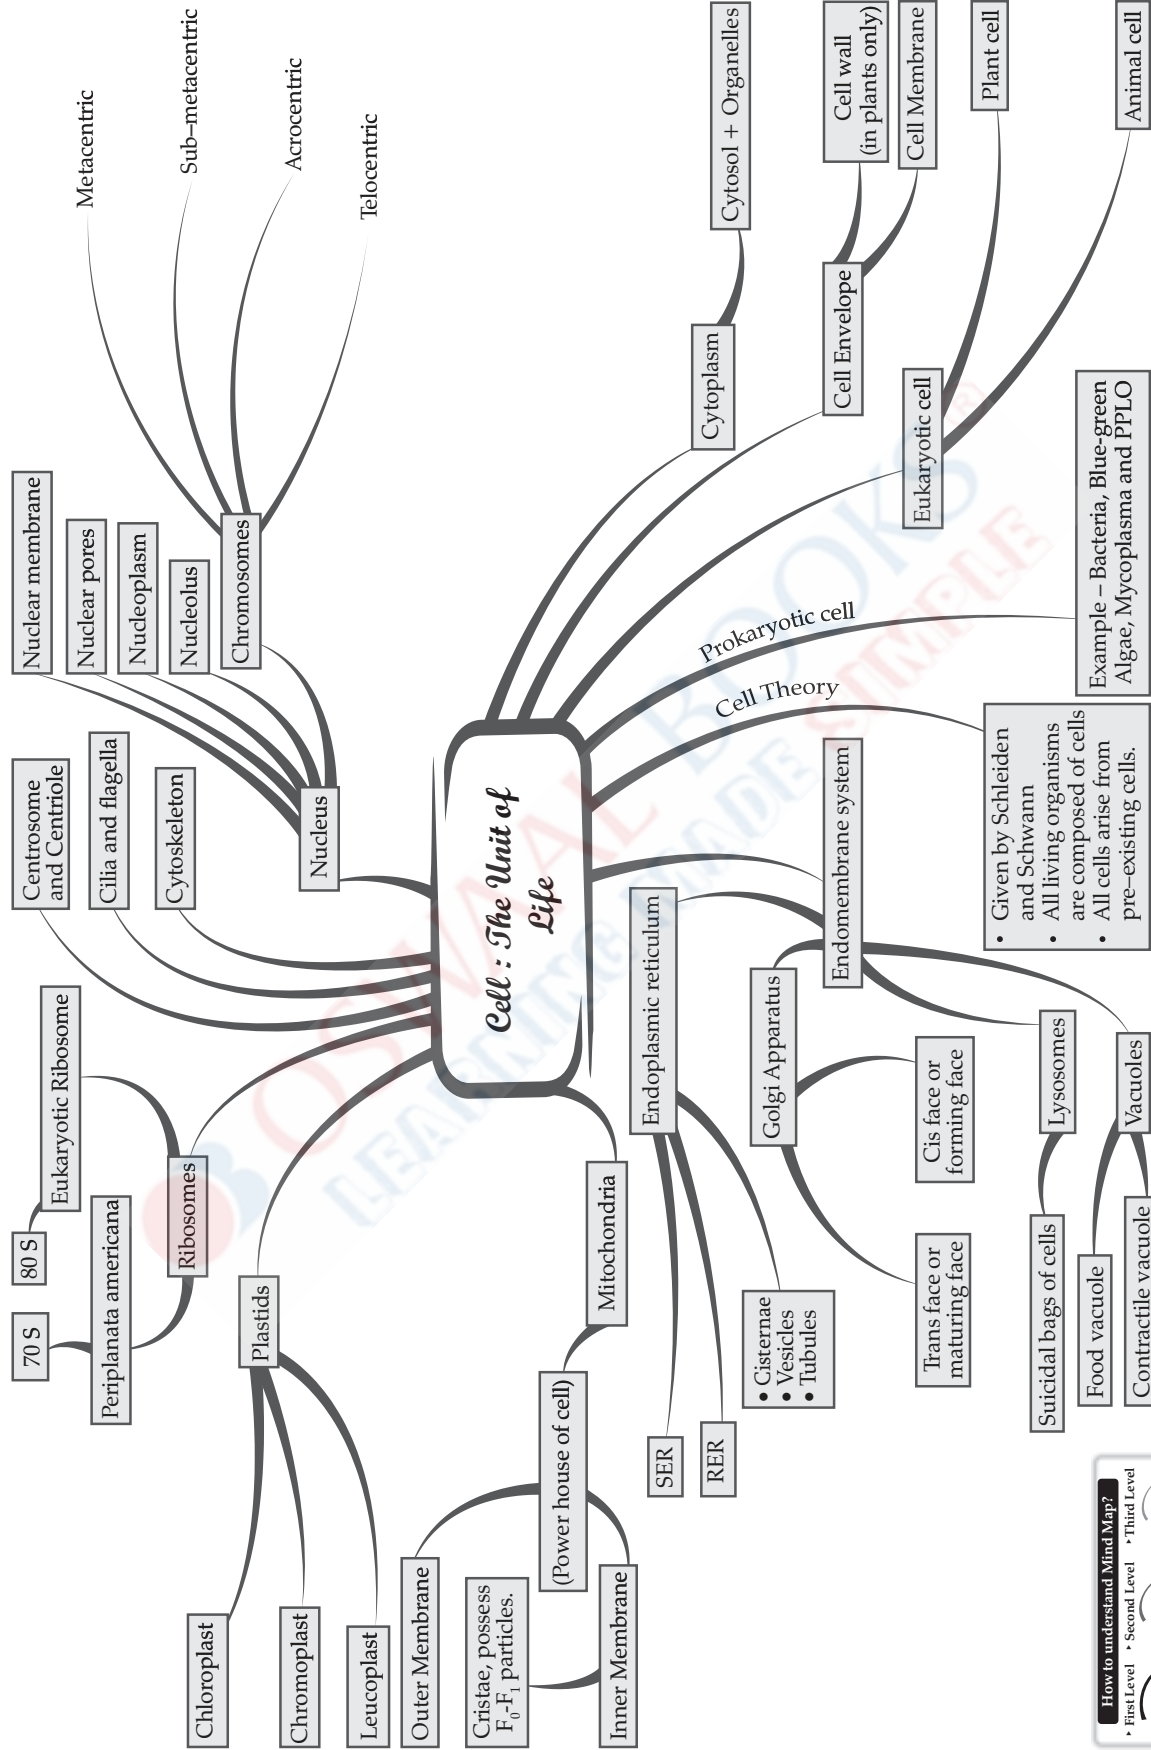 Cell : The Unit of
Life
Nucleus
Nuclear membrane
Nuclear pores
Nucleoplasm
Nucleolus
Chromosomes
Metacentric
Sub–metacentric
Acrocentric
Telocentric
Cytoplasm
Cytosol + Organelles
Cell Envelope
Cell wall
(in plants only)
Cell Membrane
Eukaryotic cell
Plant cell
Animal cell
Prokaryotic cell
Example – Bacteria, Blue-green
Algae, Mycoplasma and PPLO
Cell Theory
• Given by Schleiden
and Schwann
• All living organisms
are composed of cells
• All cells arise from
pre–existing cells.
Endomembrane system
Endoplasmic reticulum
SER
RER
• Cisternae
• Vesicles
• Tubules
Golgi Apparatus
Cis face or
forming face
Trans face or
maturing face
Lysosomes
Suicidal bags of cells
Vacuoles
Food vacuole
Contractile vacuole
Mitochondria
(Power house of cell)
Outer Membrane
Inner Membrane
Cristae, possess
F₀-F₁ particles.
Plastids
Chloroplast
Chromoplast
Leucoplast
Ribosomes
Eukaryotic Ribosome
80 S
Periplanata americana
70 S
Centrosome
and Centriole
Cilia and flagella
Cytoskeleton
How to understand Mind Map?
First Level
Second Level
Third Level
OSWAAL BOOKS
LEARNING MADE SIMPLE
(R)